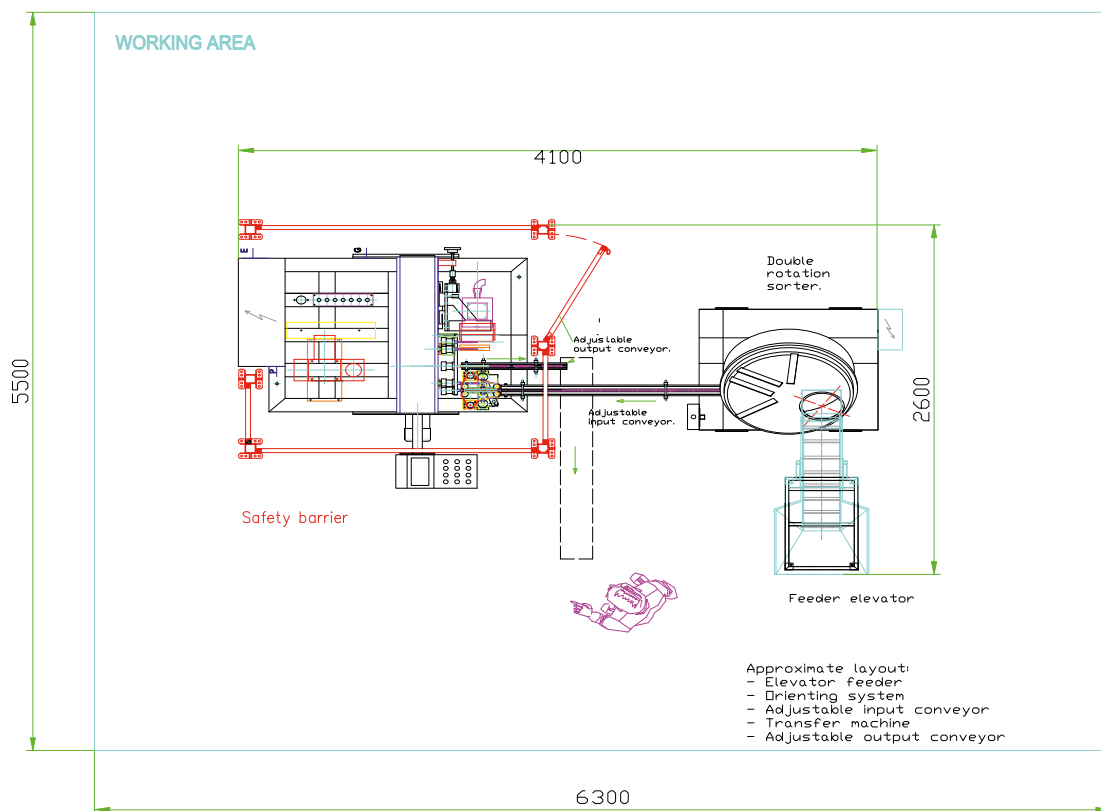 WORKING AREA
4100
Double
rotation
sorter.
E
G
Adjuslable
output conveyor.
P
5500
2600
Adjustable
input conveyor.
Safety barrier
Feeder elevator
Approximate layout:
- Elevator feeder
- Orienting system
- Adjustable input conveyor
- Transfer machine
- Adjustable output conveyor
6300